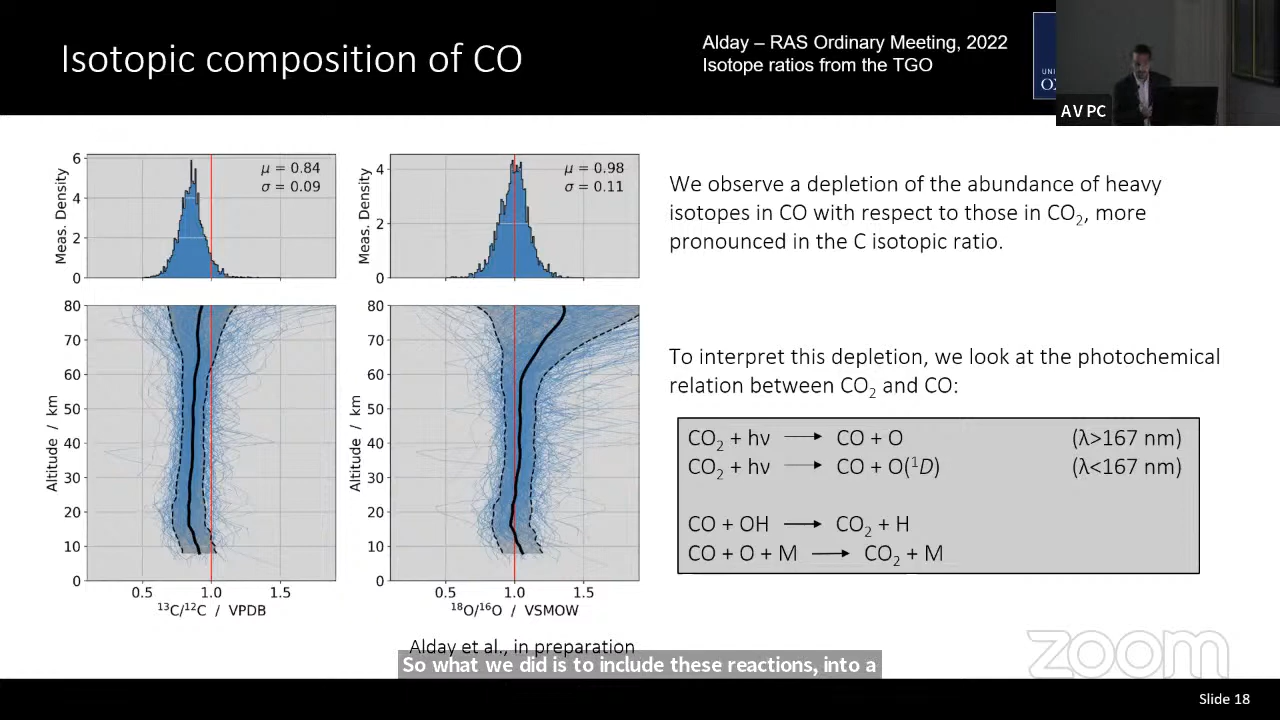 Isotopic composition of CO
Alday – RAS Ordinary Meeting, 2022
Isotope ratios from the TGO
UNI
OX
AV PC
6
4
2
0
Meas. Density
μ = 0.84
σ = 0.09
4
2
0
Meas. Density
μ = 0.98
σ = 0.11
80
70
60
50
40
30
20
10
0
Altitude / km
0.5 1.0 1.5
¹³C/¹²C / VPDB
80
70
60
50
40
30
20
10
0
Altitude / km
0.5 1.0 1.5
¹⁸O/¹⁶O / VSMOW
We observe a depletion of the abundance of heavy
isotopes in CO with respect to those in CO₂, more
pronounced in the C isotopic ratio.
To interpret this depletion, we look at the photochemical
relation between CO₂ and CO:
CO₂ + hν → CO + O (λ>167 nm)
CO₂ + hν → CO + O(¹D) (λ<167 nm)
CO + OH → CO₂ + H
CO + O + M → CO₂ + M
Alday et al., in preparation
So what we did is to include these reactions, into a
zoom
Slide 18